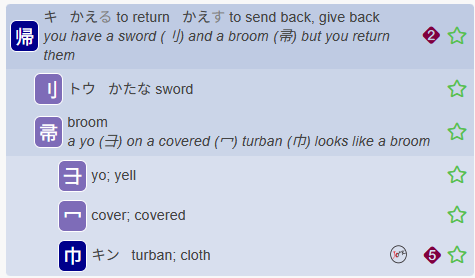 帰
キ かえる to return かえす to send back, give back
you have a sword (刂) and a broom (帚) but you return
them
2
刂
トウ かたな sword
帚
broom
a yo (ヨ) on a covered (冖) turban (巾) looks like a broom
ヨ
yo; yell
冖
cover; covered
巾
キン turban; cloth
5